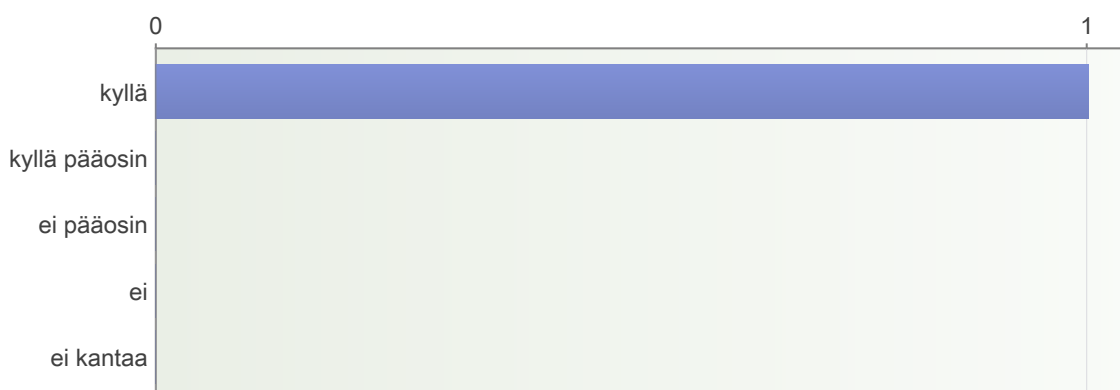 0 1
kyllä
kyllä pääosin
ei pääosin
ei
ei kantaa